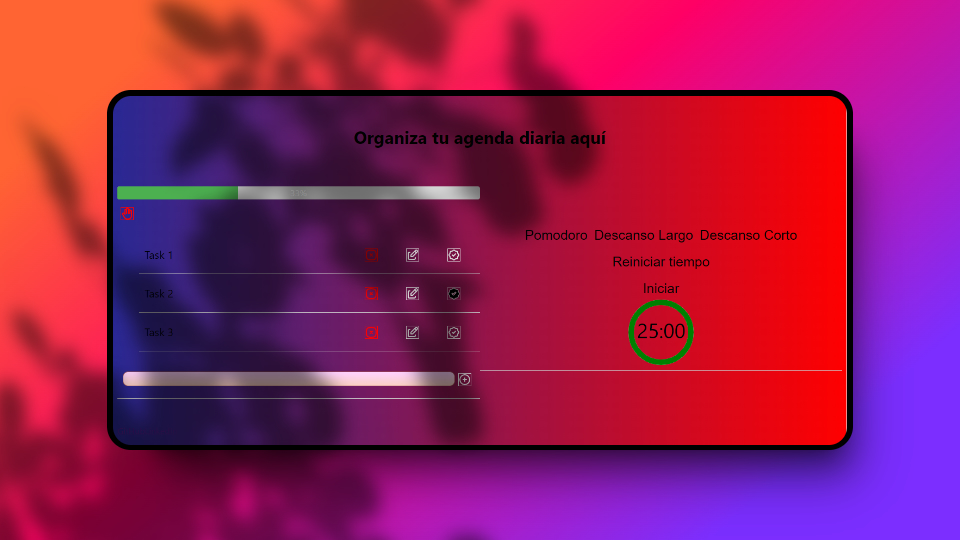 Organiza tu agenda diaria aquí
Task 1
Task 2
Task 3
Pomodoro Descanso Largo Descanso Corto
Reiniciar tiempo
Iniciar
25:00